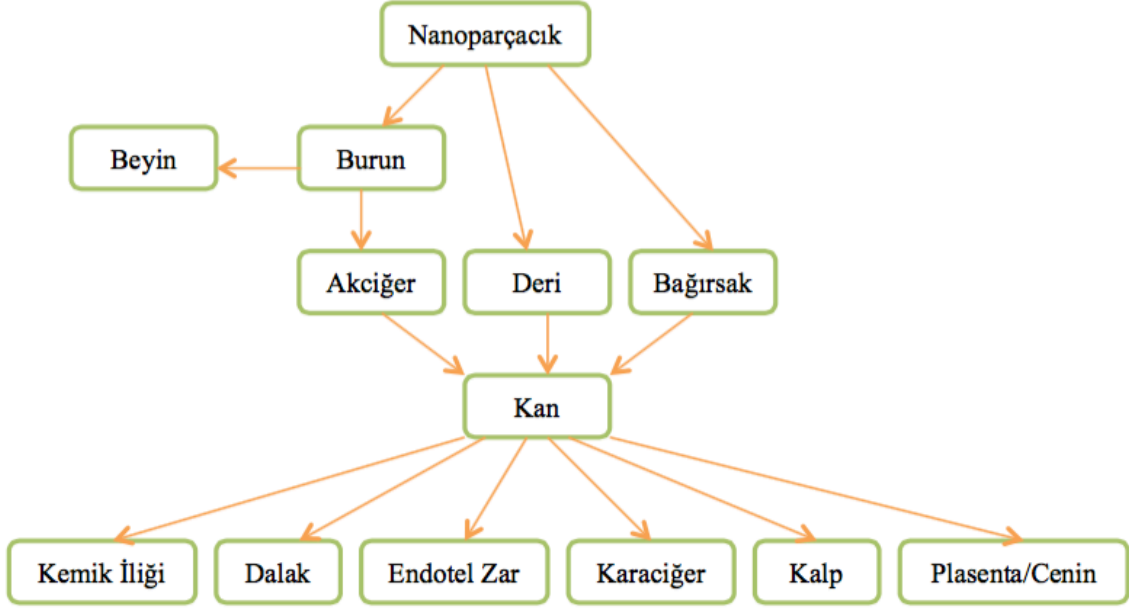 Nanoparçacık
Beyin
Burun
Akciğer
Deri
Bağırsak
Kan
Kemik İliği
Dalak
Endotel Zar
Karaciğer
Kalp
Plasenta/Cenin